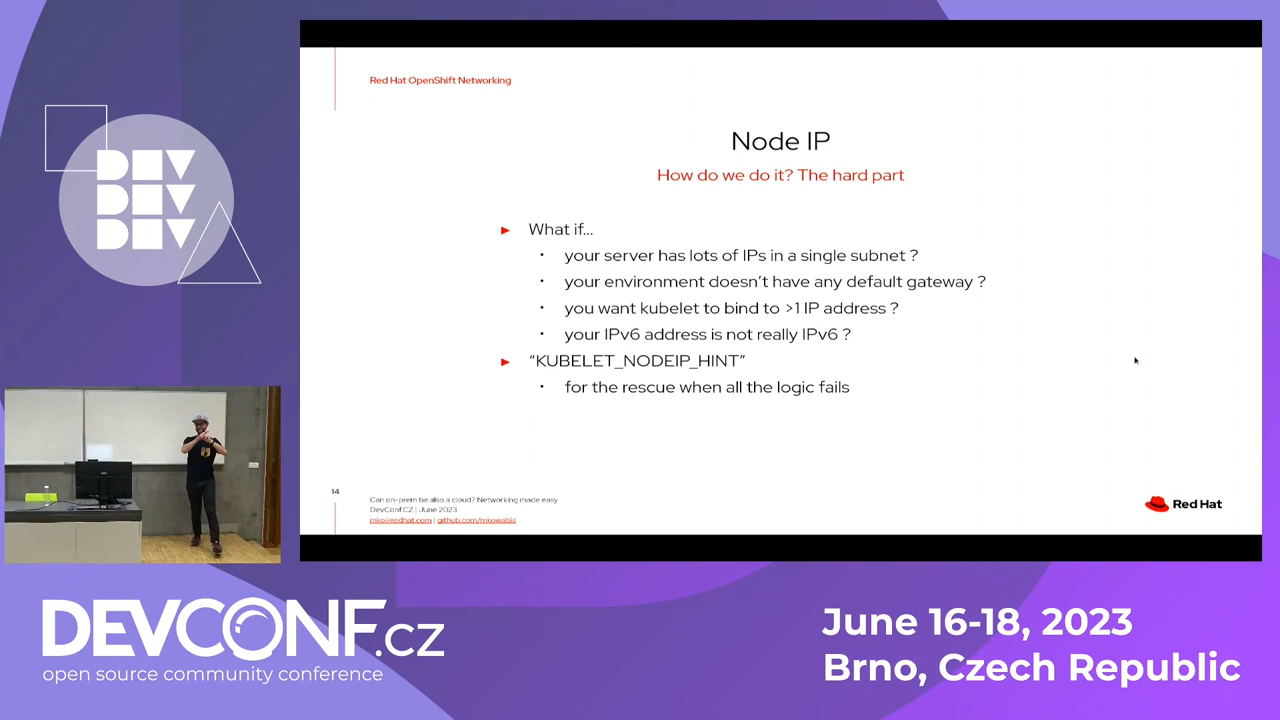 Red Hat OpenShift Networking
Node IP
How do we do it? The hard part
► What if...
• your server has lots of IPs in a single subnet ?
• your environment doesn't have any default gateway ?
• you want kubelet to bind to >1 IP address ?
• your IPv6 address is not really IPv6 ?
► “KUBELET_NODEIP_HINT”
• for the rescue when all the logic fails
14
Can on-prem be also a cloud? Networking made easy
DevConf CZ | June 2023
mko@redhat.com | github.com/mkowalski
Red Hat
DEV
DEV
DEV
DEVCONF.cz
open source community conference
June 16-18, 2023
Brno, Czech Republic